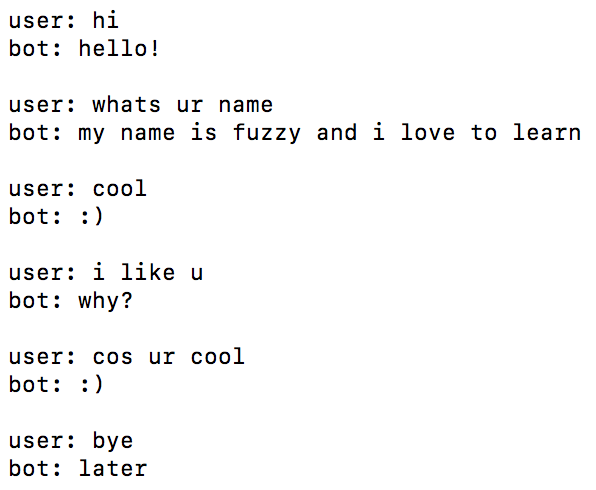 user: hi
bot: hello!
user: whats ur name
bot: my name is fuzzy and i love to learn
user: cool
bot: :)
user: i like u
bot: why?
user: cos ur cool
bot: :)
user: bye
bot: later